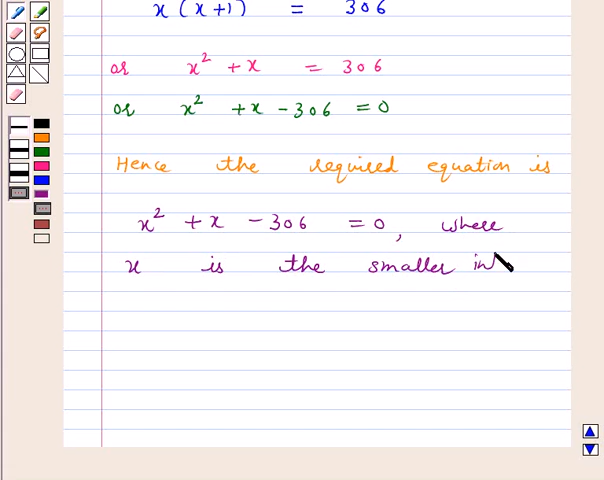 x(x+1) = 306
or x² + x = 306
or x² + x - 306 = 0
Hence the required equation is
x² + x - 306 = 0, where
x is the smaller in